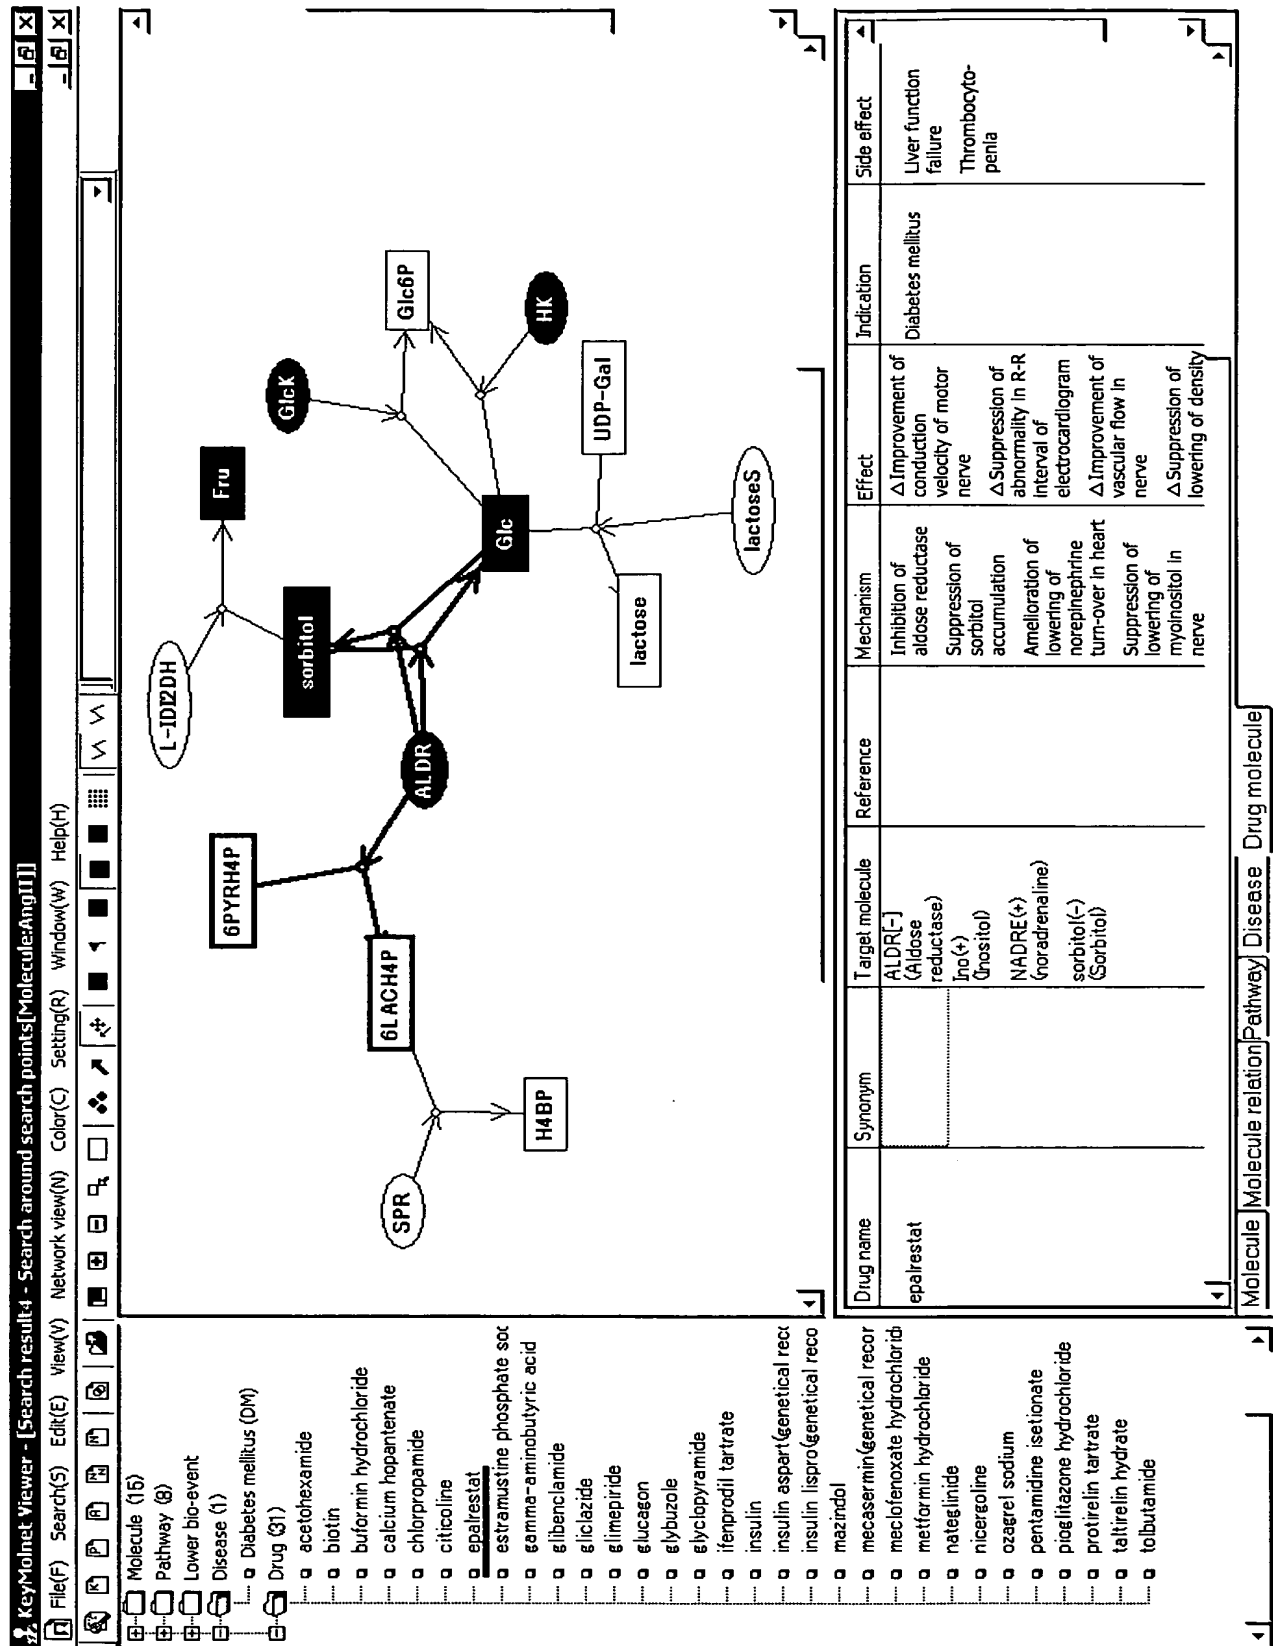 KeyMolnet Viewer - [Search result4 - Search around search points[Molecule:AngII]]
File(F) Search(S) Edit(E) View(V) Network view(N) Color(C) Setting(R) Window(W) Help(H)
Molecule (15)
Pathway (8)
Lower bio-event
Disease (1)
Diabetes mellitus (DM)
Drug (31)
acetohexamide
biotin
buformin hydrochloride
calcium hopantenate
chlorpropamide
citicoline
epalrestat
estramustine phosphate soc
gamma-aminobutyric acid
glibenclamide
gliclazide
glimepiride
glucagon
glybuzole
glyclopyramide
ifenprodil tartrate
insulin
insulin aspart(genetical reco
insulin lispro(genetical reco
mazindol
mecasermin(genetical recor
meclofenoxate hydrochlorid
metformin hydrochloride
nateglinide
nicergoline
ozagrel sodium
pentamidine isetionate
pioglitazone hydrochloride
protirelin tartrate
taltirelin hydrate
tolbutamide
L-IDI2DH
Fru
GlcK
sorbitol
Glc6P
6PYRH4P
ALDR
Glc
HK
6LACH4P
SPR
H4BP
UDP-Gal
lactose
lactoseS
Drug name
Synonym
Target molecule
Reference
Mechanism
Effect
Indication
Side effect
epalrestat
ALDR[-]
(Aldose
reductase)
Ino(+)
(Inositol)
NADRE(+)
(noradrenaline)
sorbitol(-)
(Sorbitol)
Inhibition of
aldose reductase
Suppression of
sorbitol
accumulation
Amelioration of
lowering of
norepinephrine
turn-over in heart
Suppression of
lowering of
myoinositol in
nerve
△Improvement of
conduction
velocity of motor
nerve
△Suppression of
abnormality in R-R
interval of
electrocardiogram
△Improvement of
vascular flow in
nerve
△Suppression of
lowering of density
Diabetes mellitus
Liver function
failure
Thrombocyto-
penia
Molecule Molecule relation Pathway Disease Drug molecule